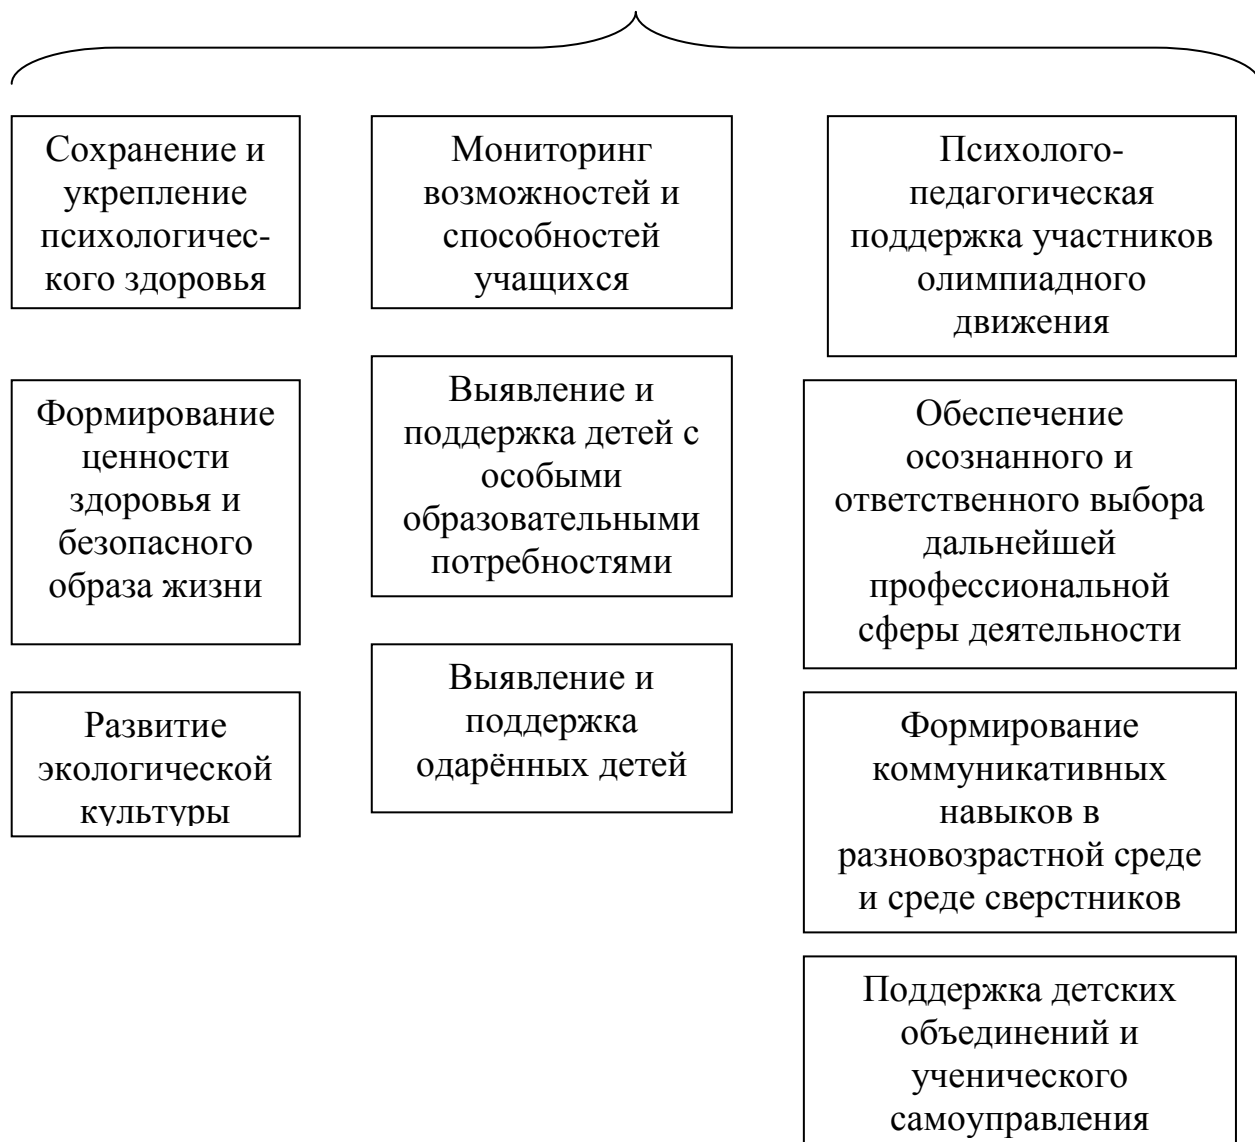 Сохранение и
укрепление
психологичес-
кого здоровья
Формирование
ценности
здоровья и
безопасного
образа жизни
Развитие
экологической
культуры
Мониторинг
возможностей и
способностей
учащихся
Выявление и
поддержка детей с
особыми
образовательными
потребностями
Выявление и
поддержка
одарённых детей
Психолого-
педагогическая
поддержка участников
олимпиадного
движения
Обеспечение
осознанного и
ответственного выбора
дальнейшей
профессиональной
сферы деятельности
Формирование
коммуникативных
навыков в
разновозрастной среде
и среде сверстников
Поддержка детских
объединений и
ученического
самоуправления